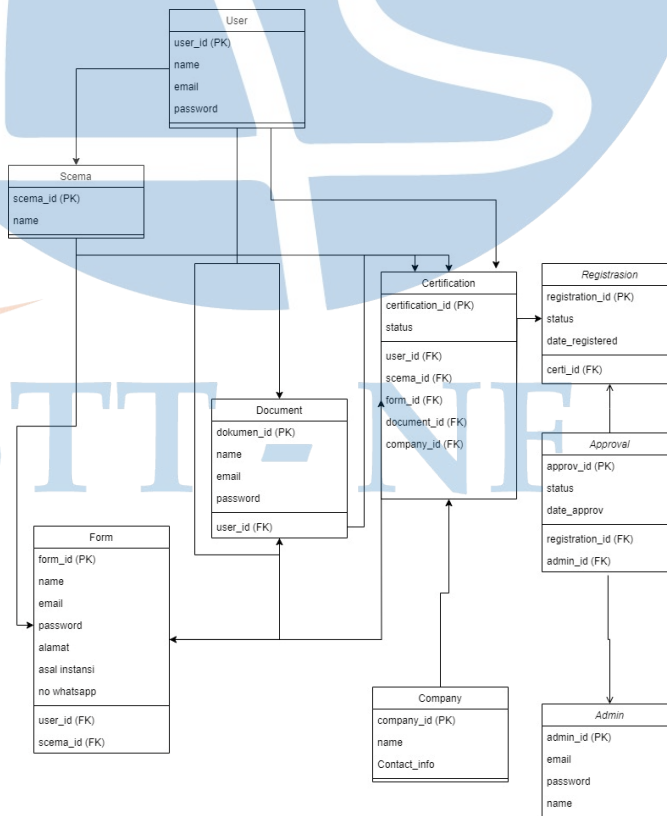 User
user_id (PK)
name
email
password
Scema
scema_id (PK)
name
Certification
certification_id (PK)
status
user_id (FK)
scema_id (FK)
form_id (FK)
document_id (FK)
company_id (FK)
Registrasion
registration_id (PK)
status
date_registered
certi_id (FK)
Document
dokumen_id (PK)
name
email
password
user_id (FK)
Approval
approv_id (PK)
status
date_approv
registration_id (FK)
admin_id (FK)
Form
form_id (PK)
name
email
password
alamat
asal instansi
no whatsapp
user_id (FK)
scema_id (FK)
Company
company_id (PK)
name
Contact_info
Admin
admin_id (PK)
email
password
name
TT - NF